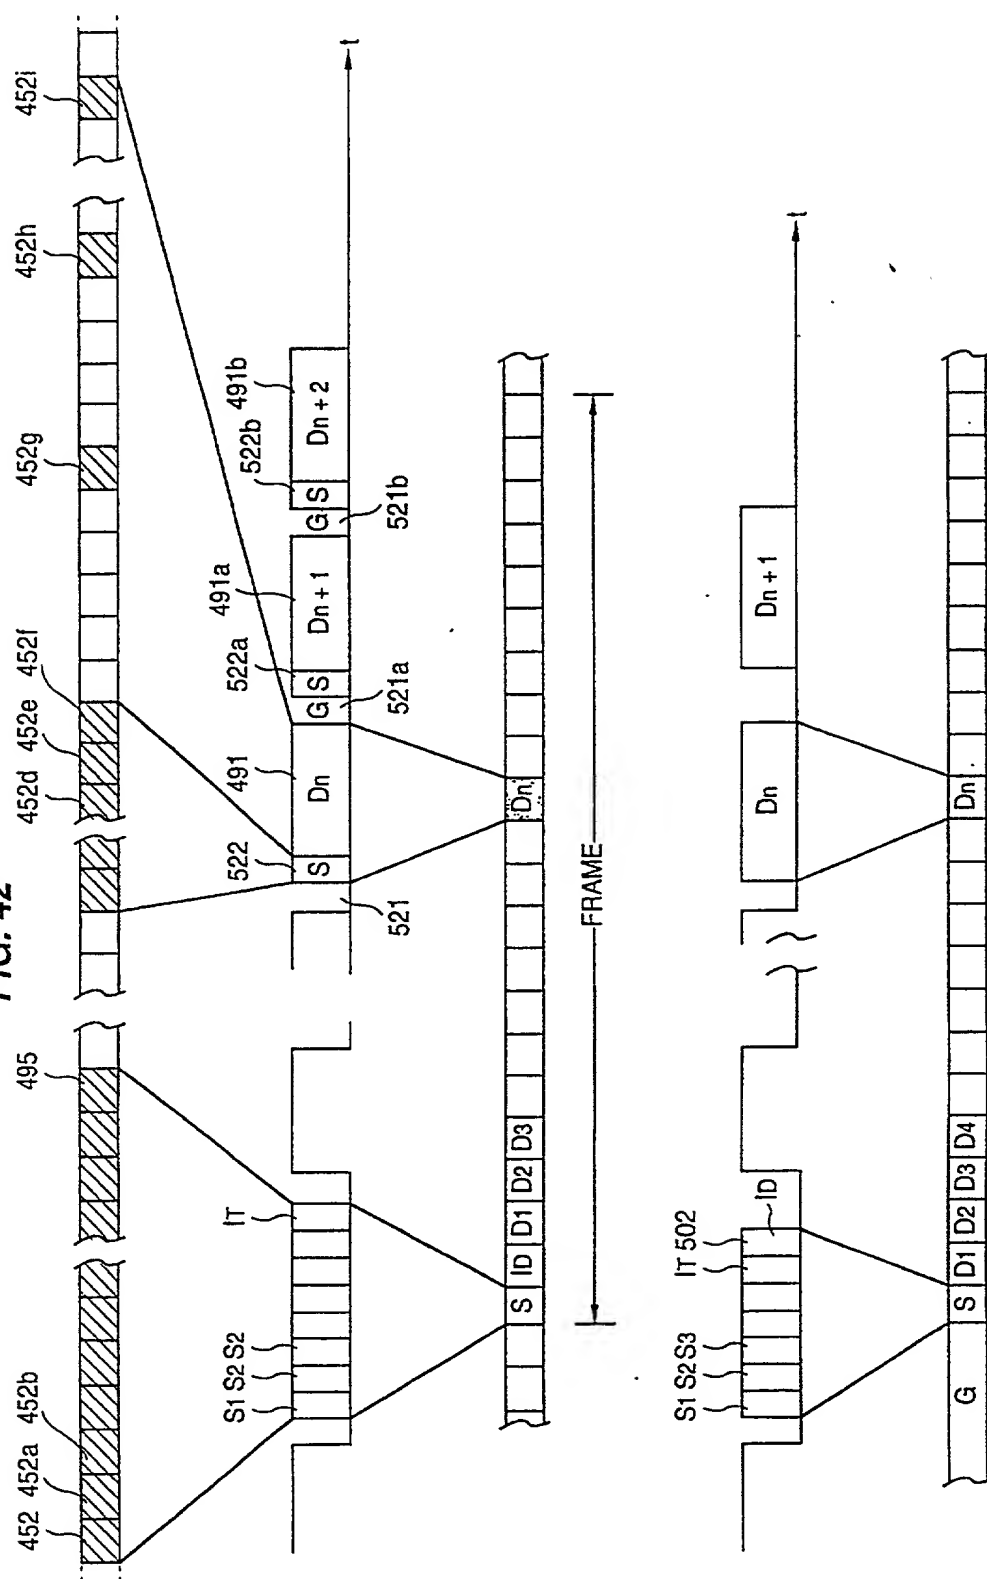 FIG. 42
452 452a 452b 495 452d 452e 452f 452g 452h 452i
S1 S2 S2 IT
521 522 S Dn 491 G 521a S 522a Dn+1 491a G 521b S 522b Dn+2 491b t
S ID D1 D2 D3 Dn
FRAME
S1 S2 S3 IT 502 ID Dn Dn+1 t
G S D1 D2 D3 D4 Dn